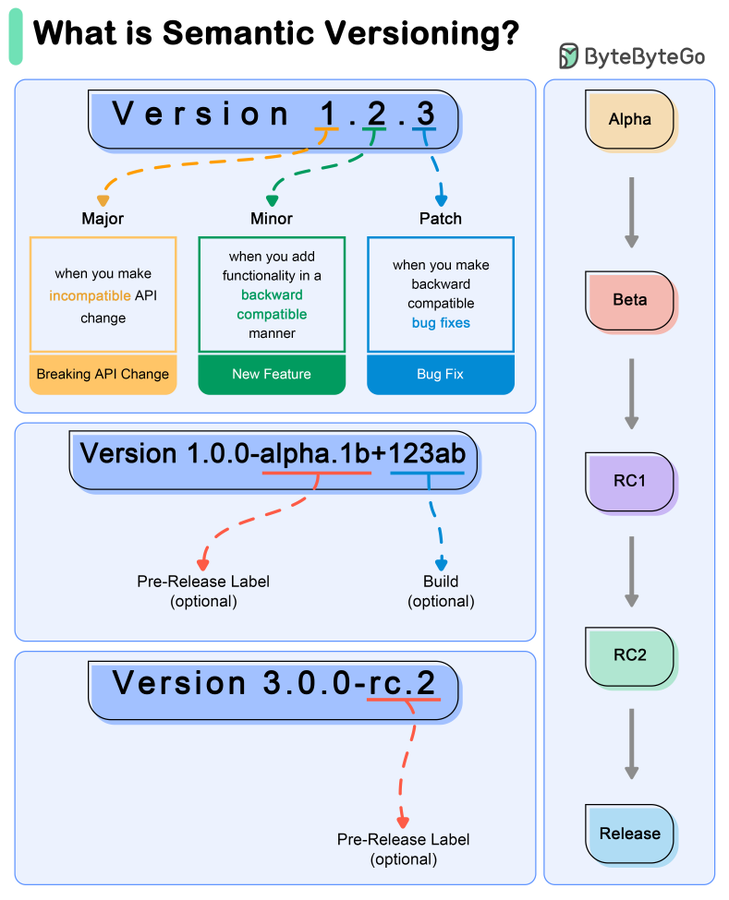 What is Semantic Versioning?
ByteByteGo
Version 1.2.3
Major
when you make
incompatible API
change
Breaking API Change
Minor
when you add
functionality in a
backward
compatible
manner
New Feature
Patch
when you make
backward
compatible
bug fixes
Bug Fix
Version 1.0.0-alpha.1b+123ab
Pre-Release Label
(optional)
Build
(optional)
Version 3.0.0-rc.2
Pre-Release Label
(optional)
Alpha
Beta
RC1
RC2
Release